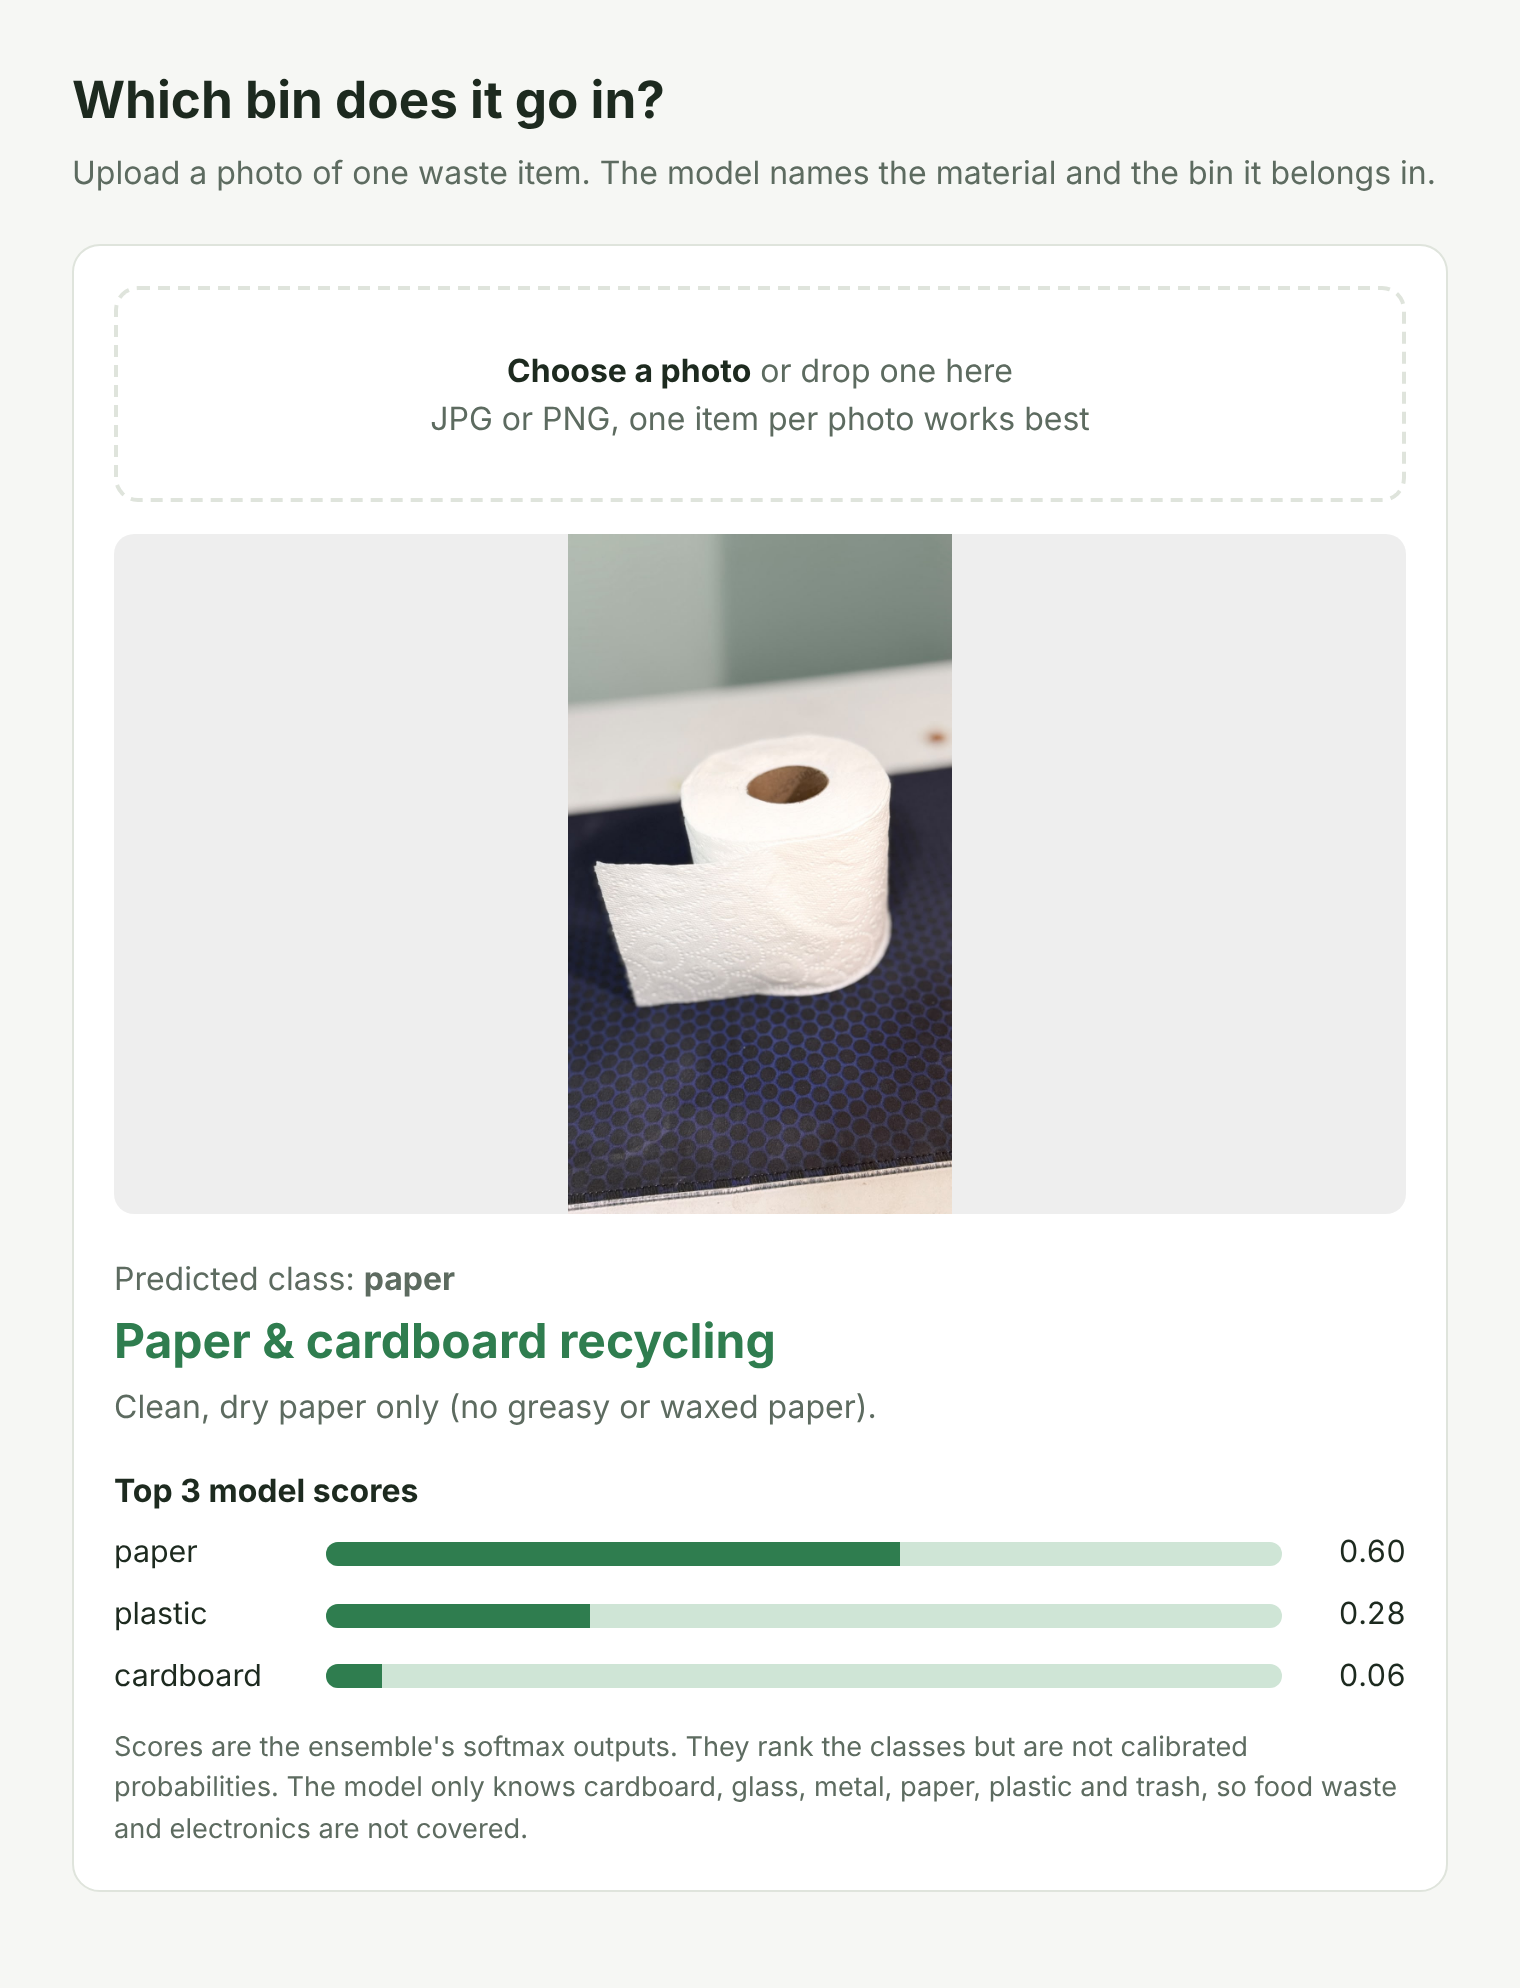 Which bin does it go in?
Upload a photo of one waste item. The model names the material and the bin it belongs in.
Choose a photo or drop one here
JPG or PNG, one item per photo works best
Predicted class: paper
Paper & cardboard recycling
Clean, dry paper only (no greasy or waxed paper).
Top 3 model scores
paper 0.60
plastic 0.28
cardboard 0.06
Scores are the ensemble's softmax outputs. They rank the classes but are not calibrated
probabilities. The model only knows cardboard, glass, metal, paper, plastic and trash, so food waste
and electronics are not covered.